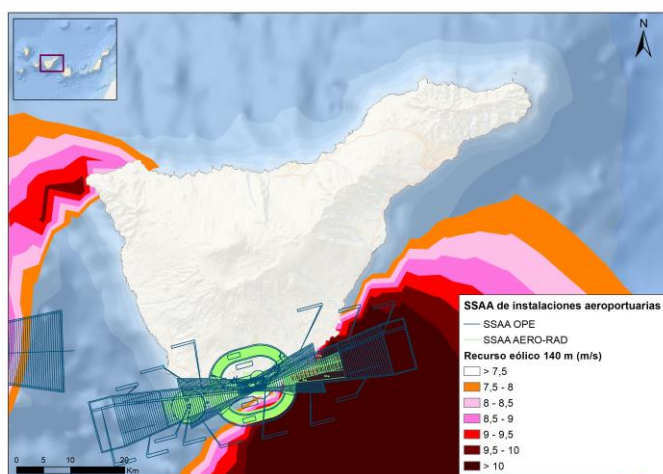 N
SSAA de instalaciones aeroportuarias
SSAA OPE
SSAA AERO-RAD
Recurso eólico 140 m (m/s)
> 7,5
7,5 - 8
8 - 8,5
8,5 - 9
9 - 9,5
9,5 - 10
> 10
0 5 10 20
Km